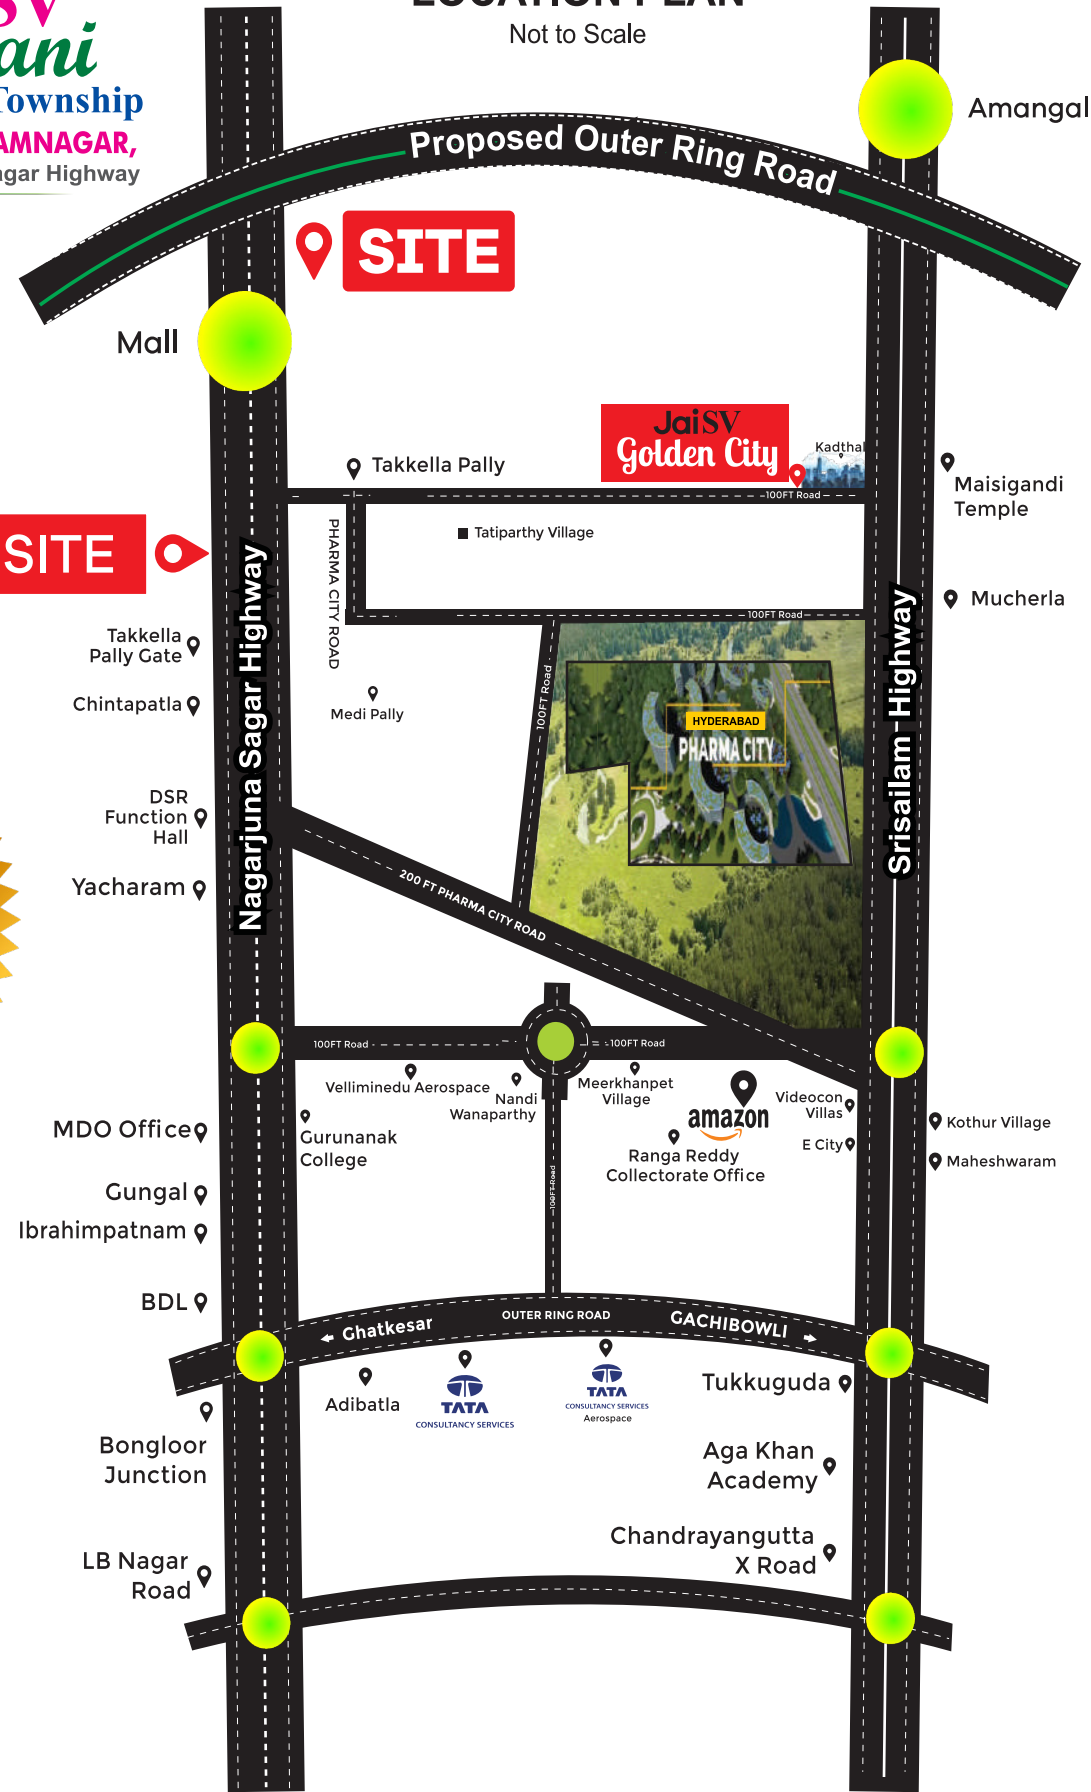 LOCATION PLAN
Not to Scale
SV
ani
Township
AMNAGAR,
gar Highway
Amangal
Proposed Outer Ring Road
SITE
Mall
JaiSV
Golden City
Kadthal
100FT Road
Takkella Pally
Maisigandi
Temple
Tatiparthy Village
SITE
PHARMA CITY ROAD
Nagarjuna Sagar Highway
Srisailam Highway
Mucherla
100FT Road
Takkella
Pally Gate
Chintapatla
Medi Pally
100FT Road
HYDERABAD
PHARMA CITY
DSR
Function
Hall
Yacharam
200 FT PHARMA CITY ROAD
100FT Road
100FT Road
Velliminedu Aerospace
Nandi
Wanaparthy
Meerkhanpet
Village
amazon
Videocon
Villas
E City
Kothur Village
Maheshwaram
MDO Office
Gurunanak
College
Ranga Reddy
Collectorate Office
100FT Road
Gungal
Ibrahimpatnam
BDL
Ghatkesar
OUTER RING ROAD
GACHIBOWLI
Adibatla
TATA
CONSULTANCY SERVICES
TATA
CONSULTANCY SERVICES
Aerospace
Tukkuguda
Bongloor
Junction
Aga Khan
Academy
Chandrayangutta
X Road
LB Nagar
Road